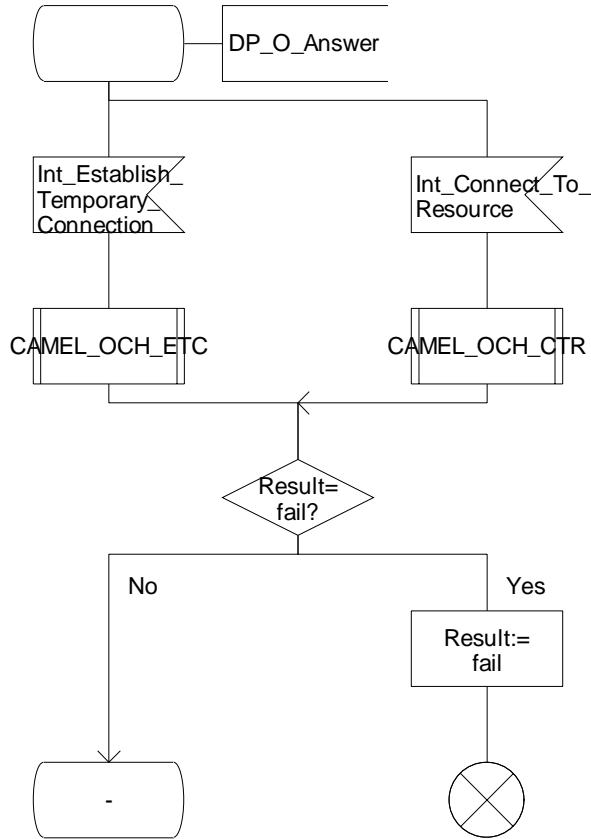 DP_O_Answer
Int_Establish_
Temporary_
Connection
Int_Connect_To_
Resource
CAMEL_OCH_ETC
CAMEL_OCH_CTR
Result=
fail?
No
Yes
Result:=
fail
-